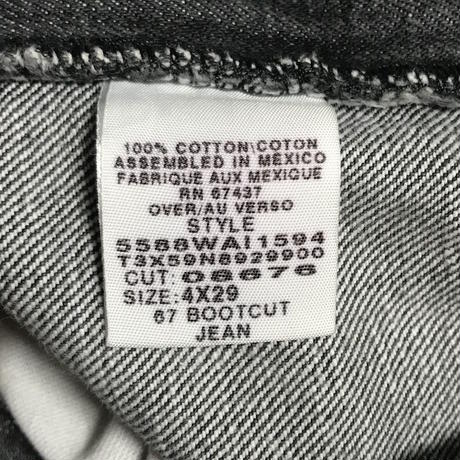 100% COTTON\COTON
ASSEMBLED IN MEXICO
FABRIQUE AUX MEXIQUE
RN 67437
OVER/AU VERSO
STYLE
5588WAI1594
T3X59N8929900
CUT: 08676
SIZE: 4X29
67 BOOTCUT
JEAN